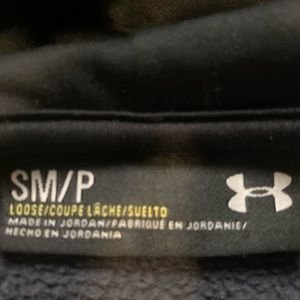 SM/P
LOOSE/COUPE LÂCHE/SUELTO
MADE IN JORDAN/FABRIQUÉ EN JORDANIE/
HECHO EN JORDANIA